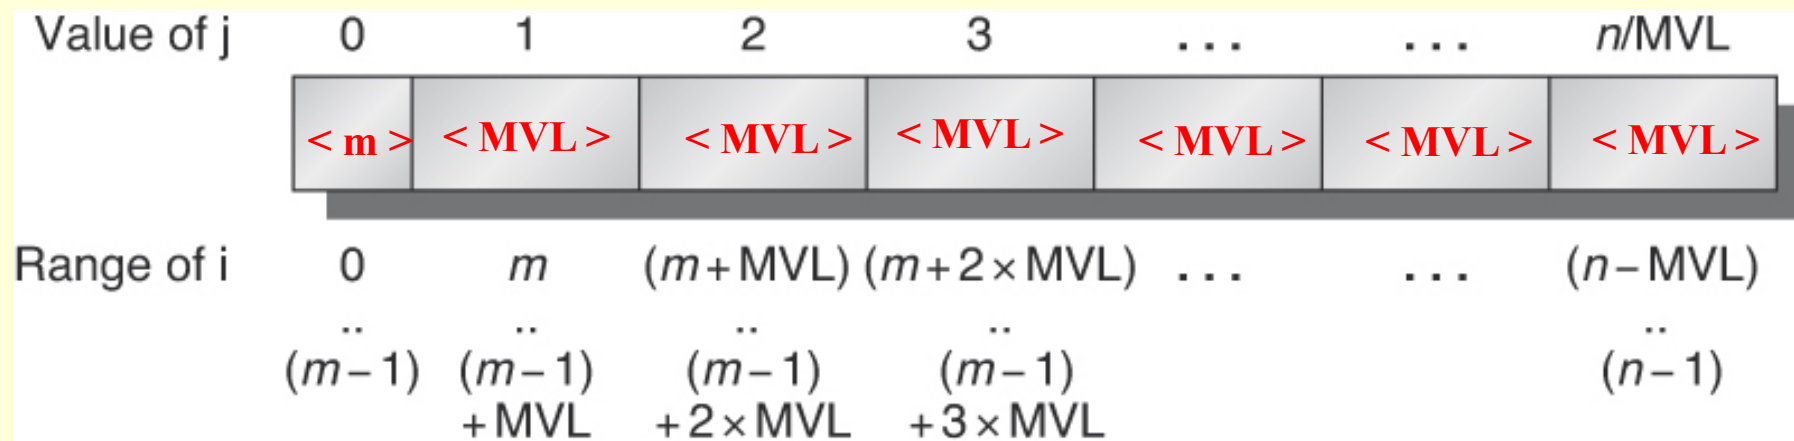 Value of j 0 1 2 3 . . . . . . n/MVL
< m > < MVL > < MVL > < MVL > < MVL > < MVL > < MVL >
Range of i 0 m (m+MVL) (m+2×MVL) . . . . . . (n−MVL)
.. .. .. .. ..
(m−1) (m−1) (m−1) (m−1) (n−1)
+MVL +2×MVL +3×MVL